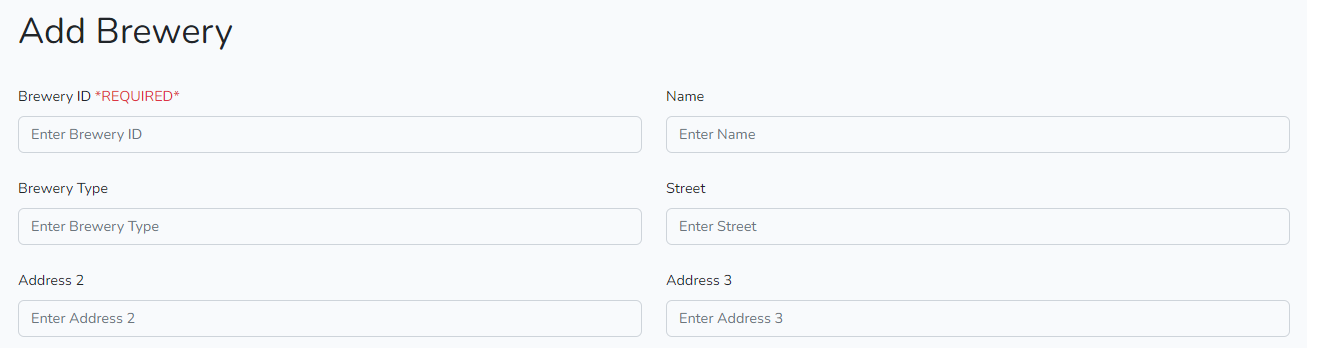 Add Brewery
Brewery ID *REQUIRED*
Name
Enter Brewery ID
Enter Name
Brewery Type
Street
Enter Brewery Type
Enter Street
Address 2
Address 3
Enter Address 2
Enter Address 3